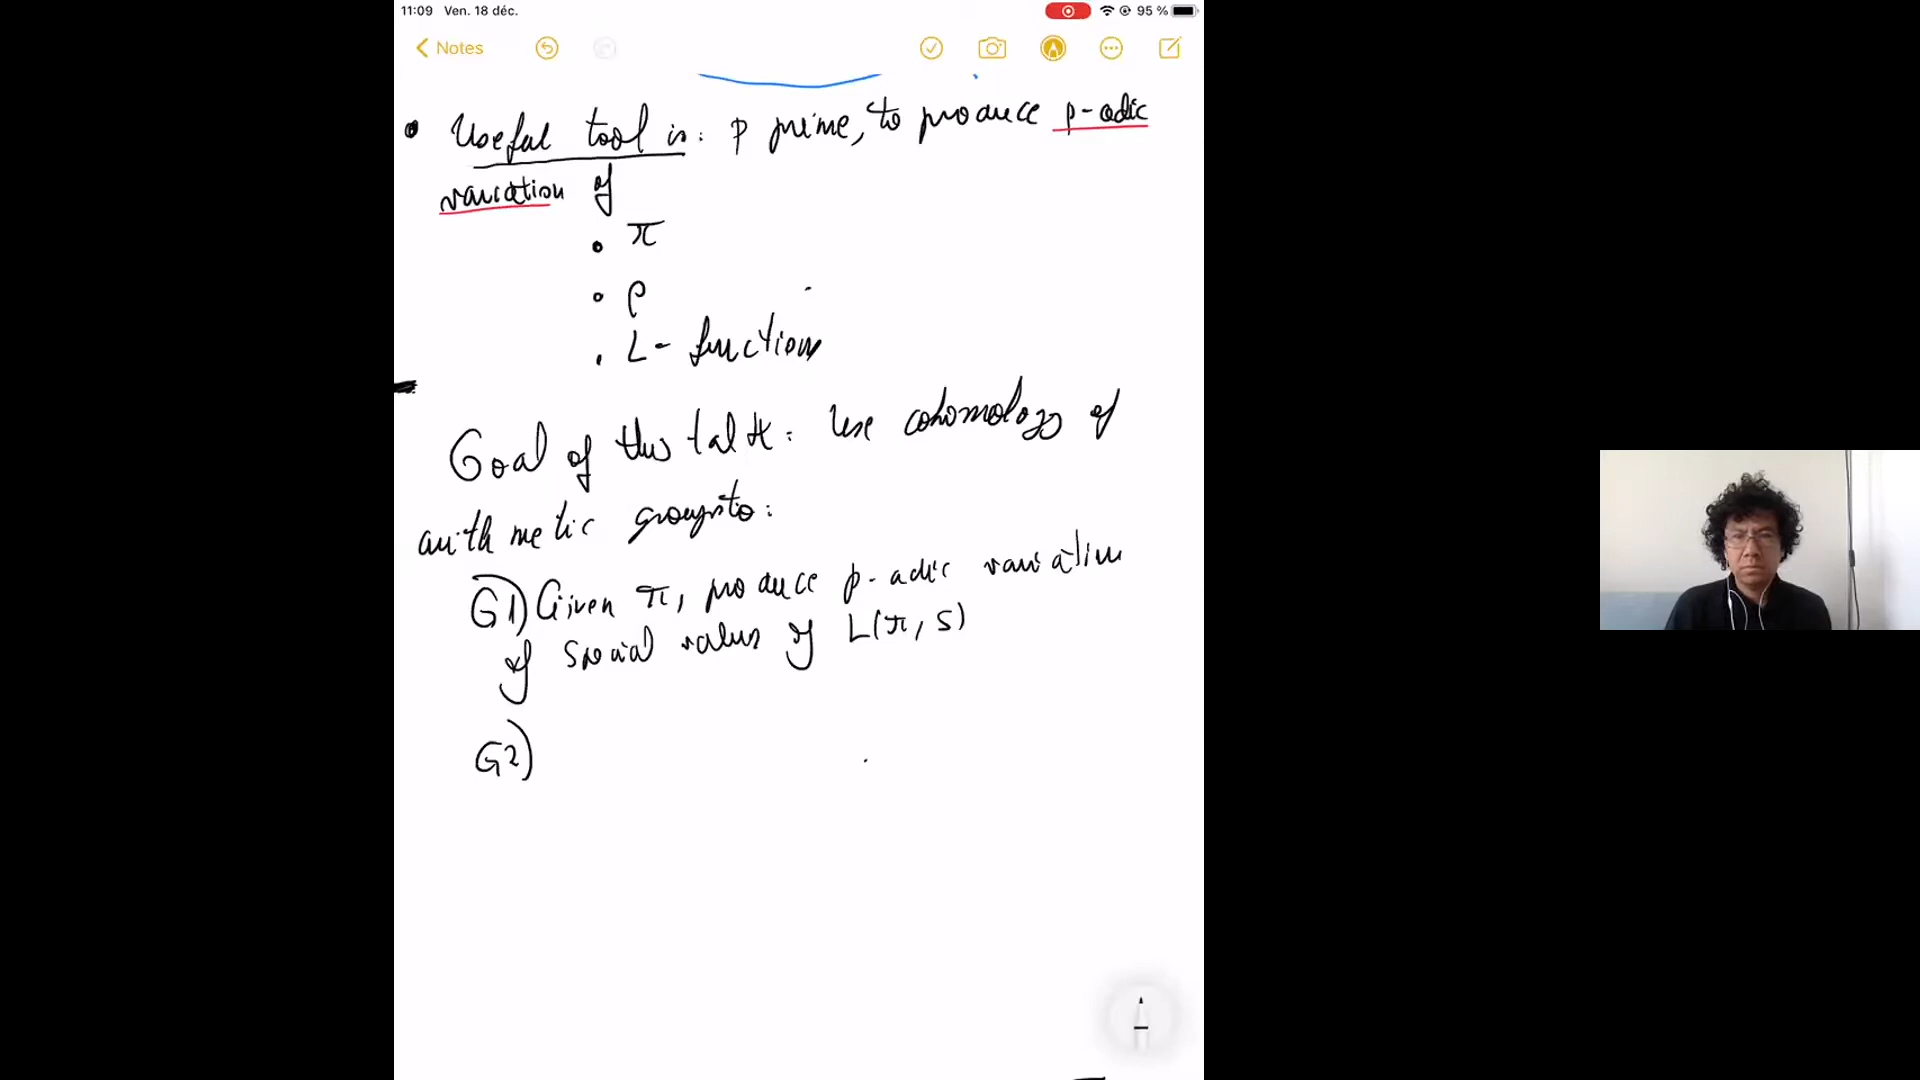 11:09 Ven. 18 déc. 95 %
Notes
• Useful tool is: p prime, to produce p-adic
variation of
• π
• ρ
• L-function
Goal of this talk: Use cohomology of
arithmetic groups to:
G1) Given π, produce p-adic variation
of special values of L(π, s)
G2)